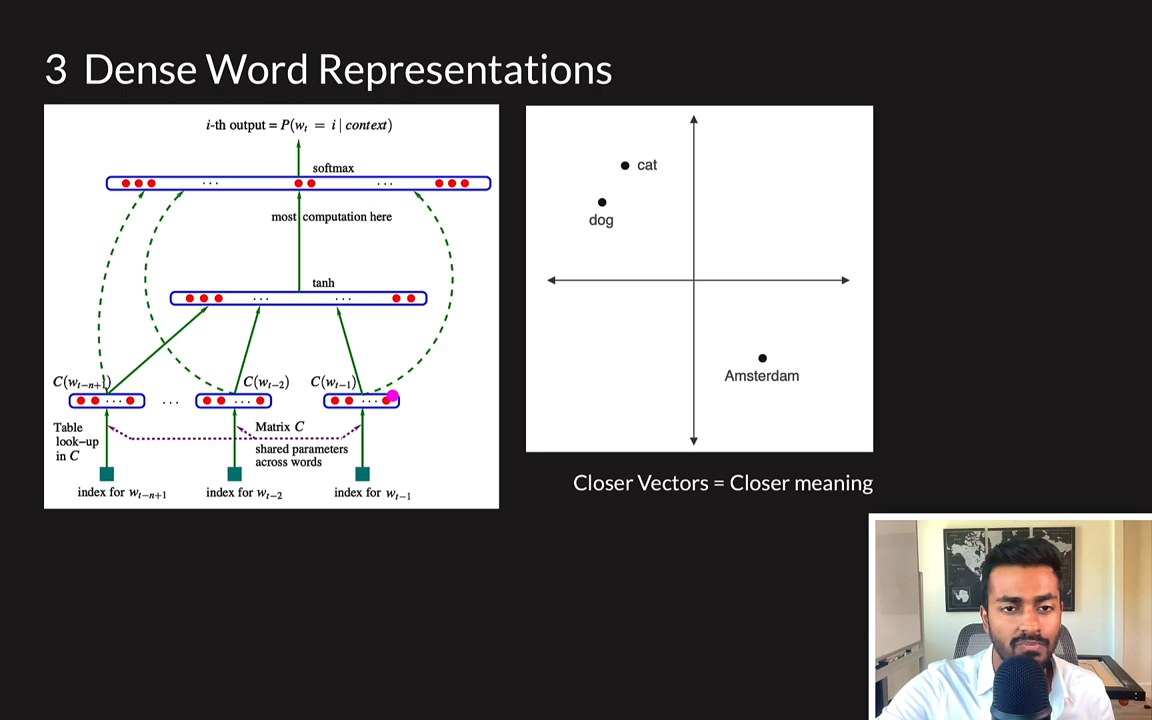 3 Dense Word Representations
i-th output = P(wₜ = i | context)
softmax
... ...
most computation here
tanh
... ...
C(wₜ₋ₙ₊₁) C(wₜ₋₂) C(wₜ₋₁)
... ... ... ...
Table
look-up
in C
Matrix C
shared parameters
across words
index for wₜ₋ₙ₊₁ index for wₜ₋₂ index for wₜ₋₁
cat
dog
Amsterdam
Closer Vectors = Closer meaning